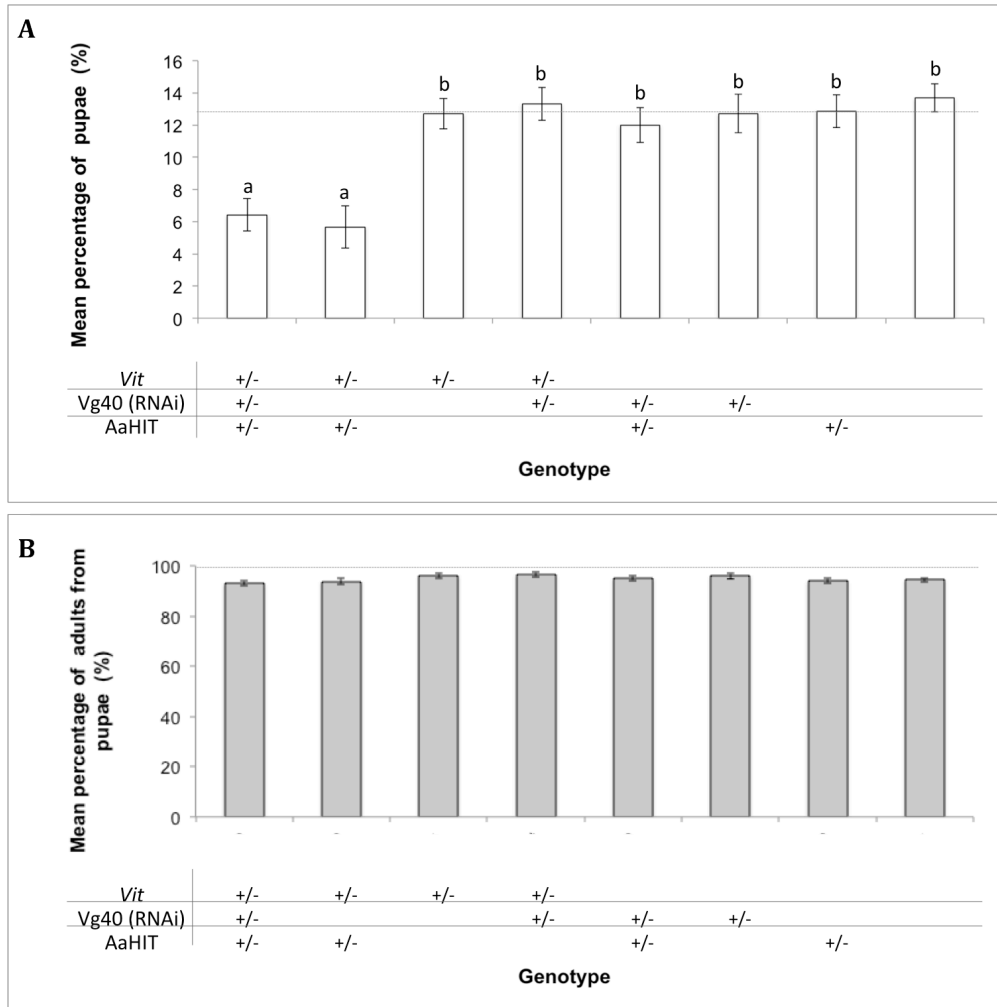 A
Mean percentage of pupae (%)
16
14
12
10
8
6
4
2
0
a
a
b
b
b
b
b
b
Vit +/- +/- +/- +/-
Vg40 (RNAi) +/- +/- +/- +/-
AaHIT +/- +/- +/- +/-
Genotype
B
Mean percentage of adults from
pupae (%)
100
80
60
40
20
0
Vit +/- +/- +/- +/-
Vg40 (RNAi) +/- +/- +/- +/-
AaHIT +/- +/- +/- +/-
Genotype